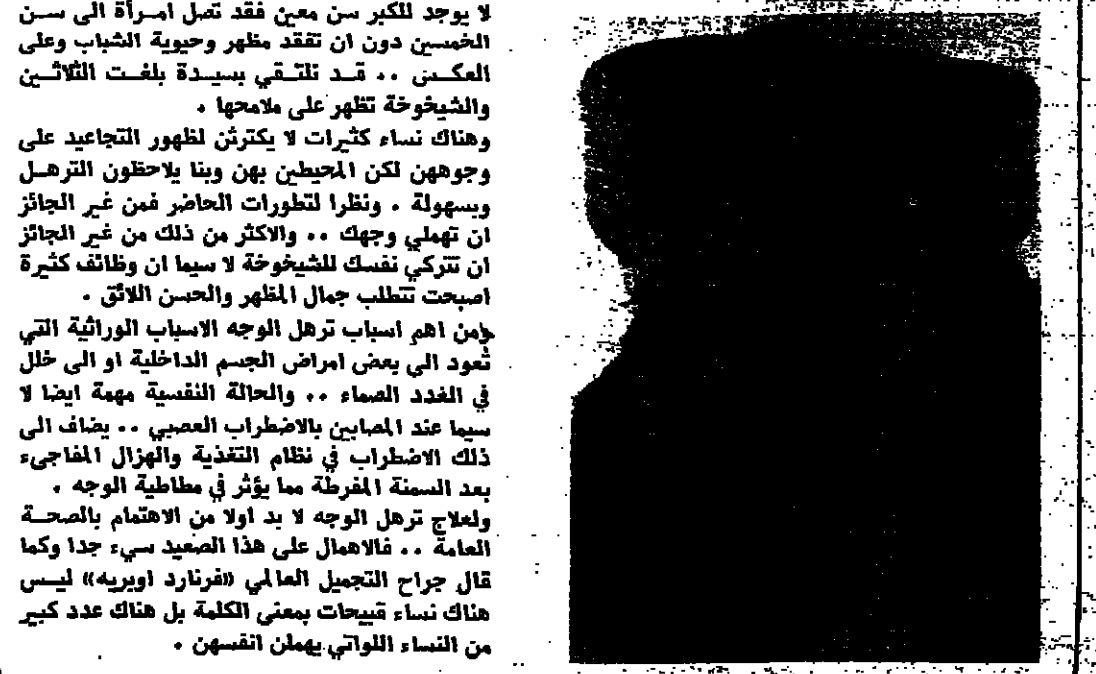 لا يوجد للكبر سن معين فقد تصل امرأة الى سن
الخمسين دون ان تفقد مظهر وحيوية الشباب وعلى
العكس .. قد نلتقي بسيدة بلغت الثلاثين
والشيخوخة تظهر على ملامحها .
وهناك نساء كثيرات لا يكترثن لظهور التجاعيد على
وجوههن لكن المحيطين بهن وبنا يلاحظون الترهل
وبسهولة . ونظرا لتطورات الحاضر فمن غير الجائز
ان تهملي وجهك .. والاكثر من ذلك من غير الجائز
ان تتركي نفسك للشيخوخة لا سيما ان وظائف كثيرة
اصبحت تتطلب جمال المظهر والحسن اللائق .
ومن اهم اسباب ترهل الوجه الاسباب الوراثية التي
تعود الى بعض امراض الجسم الداخلية او الى خلل
في الغدد الصماء .. والحالة النفسية مهمة ايضا لا
سيما عند المصابين بالاضطراب العصبي .. يضاف الى
ذلك الاضطراب في نظام التغذية والهزال المفاجىء
بعد السمنة المفرطة مما يؤثر في مطاطية الوجه .
ولعلاج ترهل الوجه لا بد اولا من الاهتمام بالصحة
العامة .. فالاهمال على هذا الصعيد سيء جدا وكما
قال جراح التجميل العالمي «فرنارد اوبريه» ليس
هناك نساء قبيحات بمعنى الكلمة بل هناك عدد كبير
من النساء اللواتي يهملن انفسهن .